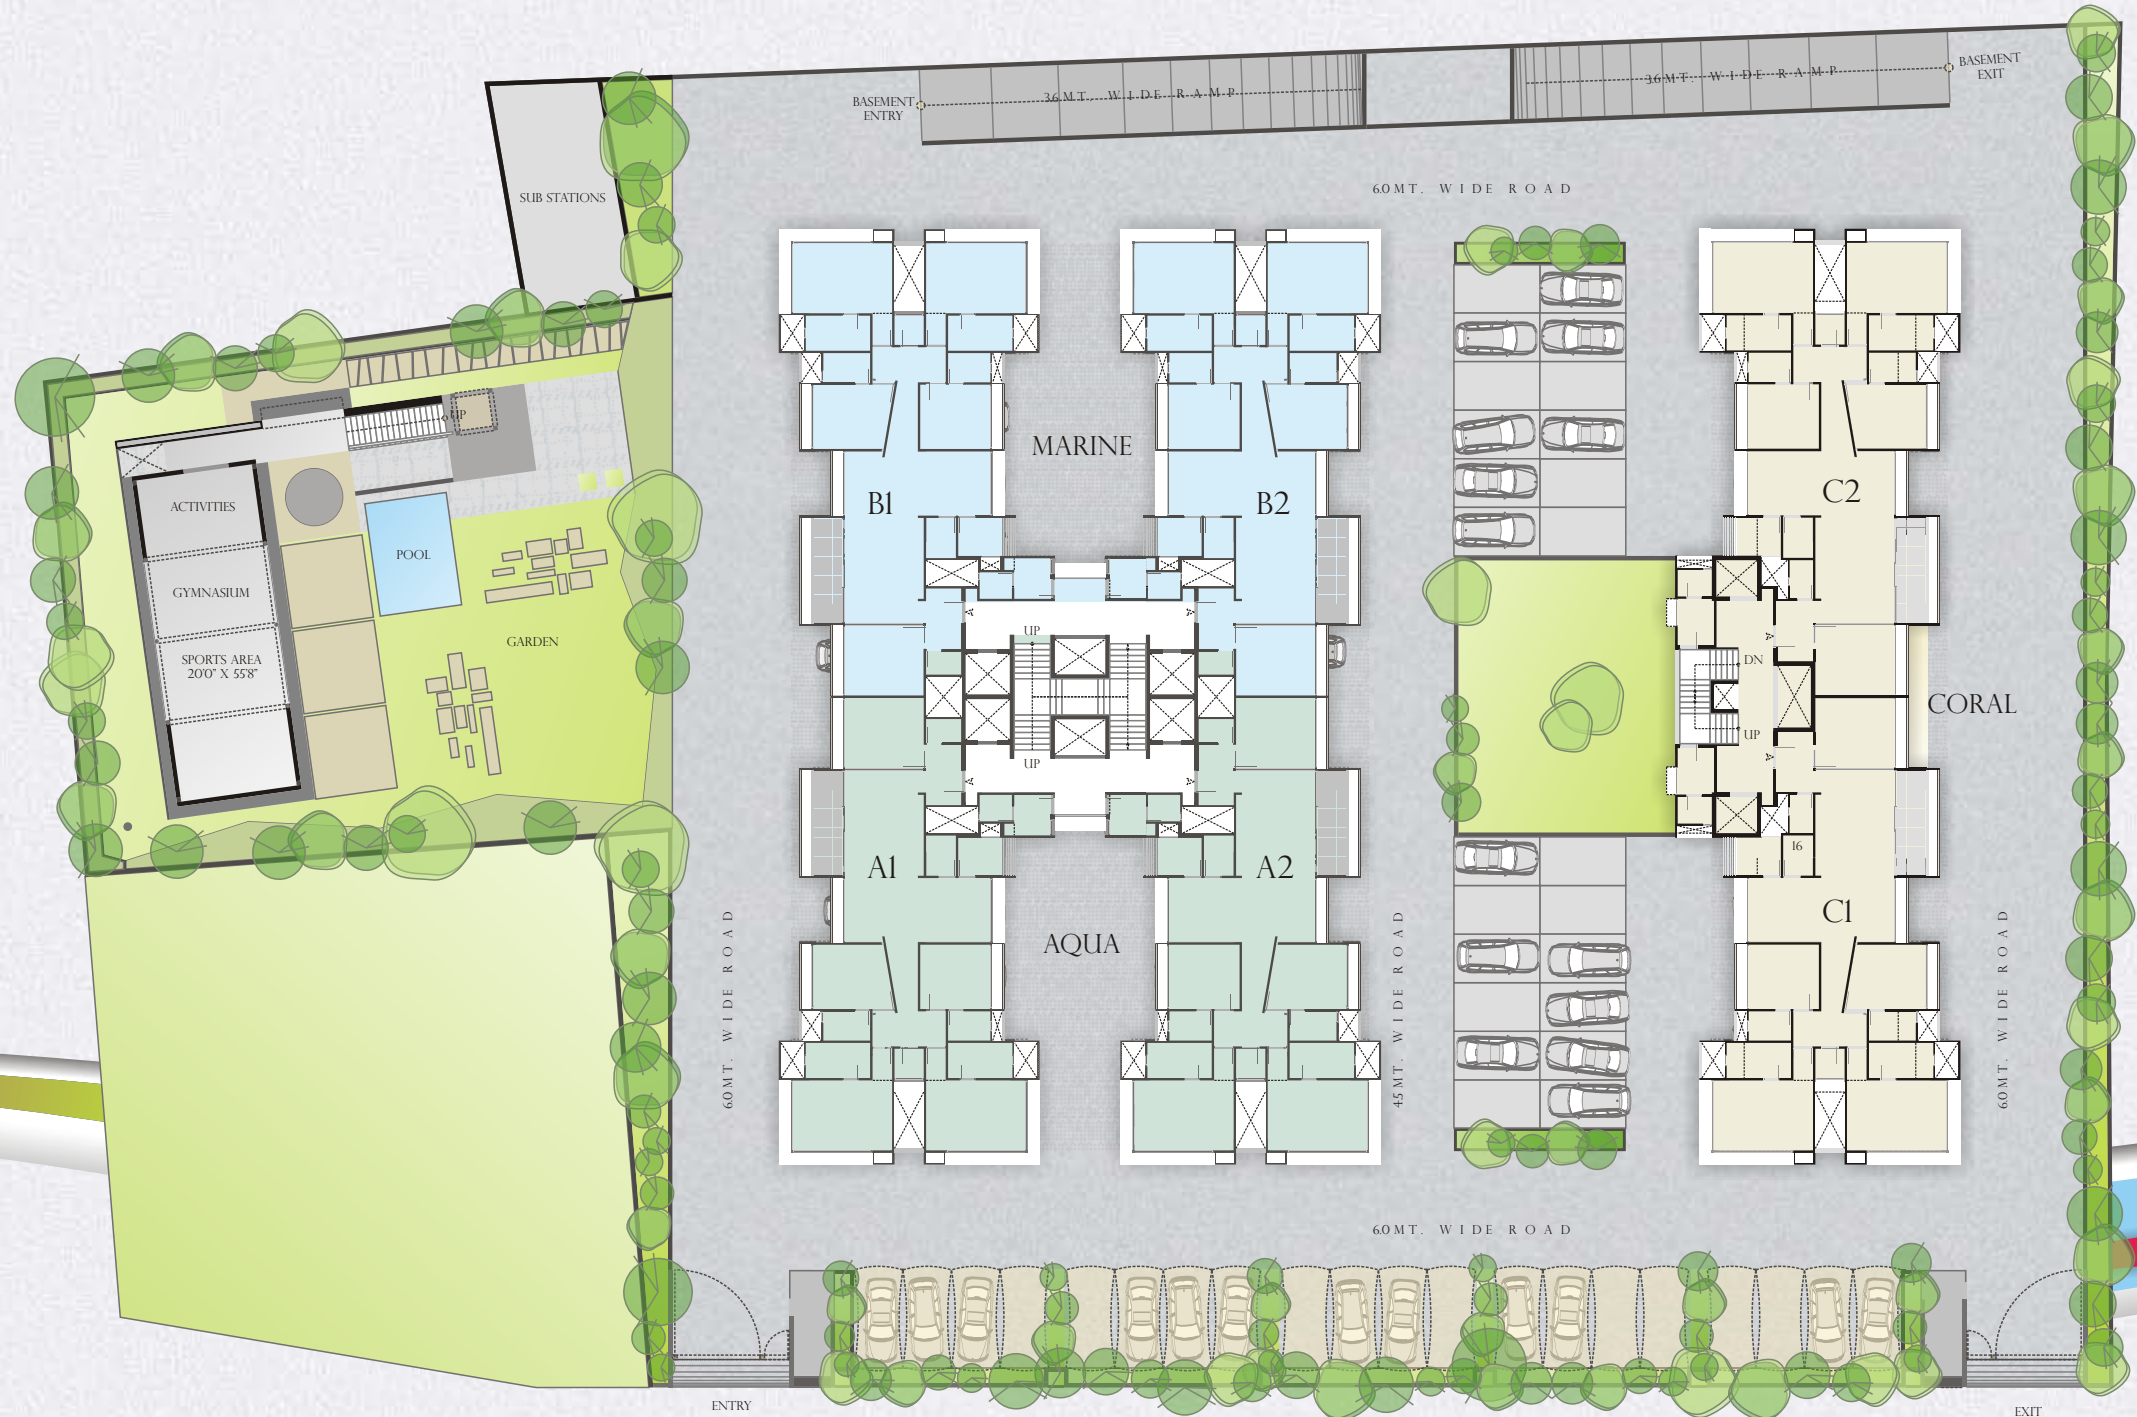 BASEMENT
EXIT
3.6 MT. WIDE RAMP
3.6 MT. WIDE RAMP
BASEMENT
ENTRY
6.0 MT. WIDE ROAD
SUB STATIONS
UP
MARINE
B1
B2
C2
ACTIVITIES
POOL
GYMNASIUM
GARDEN
SPORTS AREA
20'0" X 55'8"
UP
DN
CORAL
UP
UP
16
A1
A2
C1
AQUA
6.0 MT. WIDE ROAD
4.5 MT. WIDE ROAD
6.0 MT. WIDE ROAD
6.0 MT. WIDE ROAD
ENTRY
EXIT